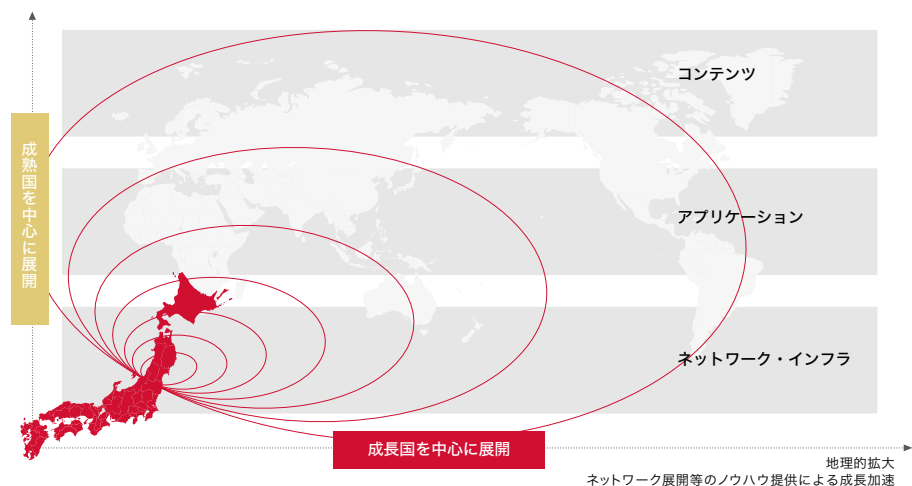 コンテンツ
成熟国を中心に展開
アプリケーション
ネットワーク・インフラ
成長国を中心に展開
地理的拡大
ネットワーク展開等のノウハウ提供による成長加速